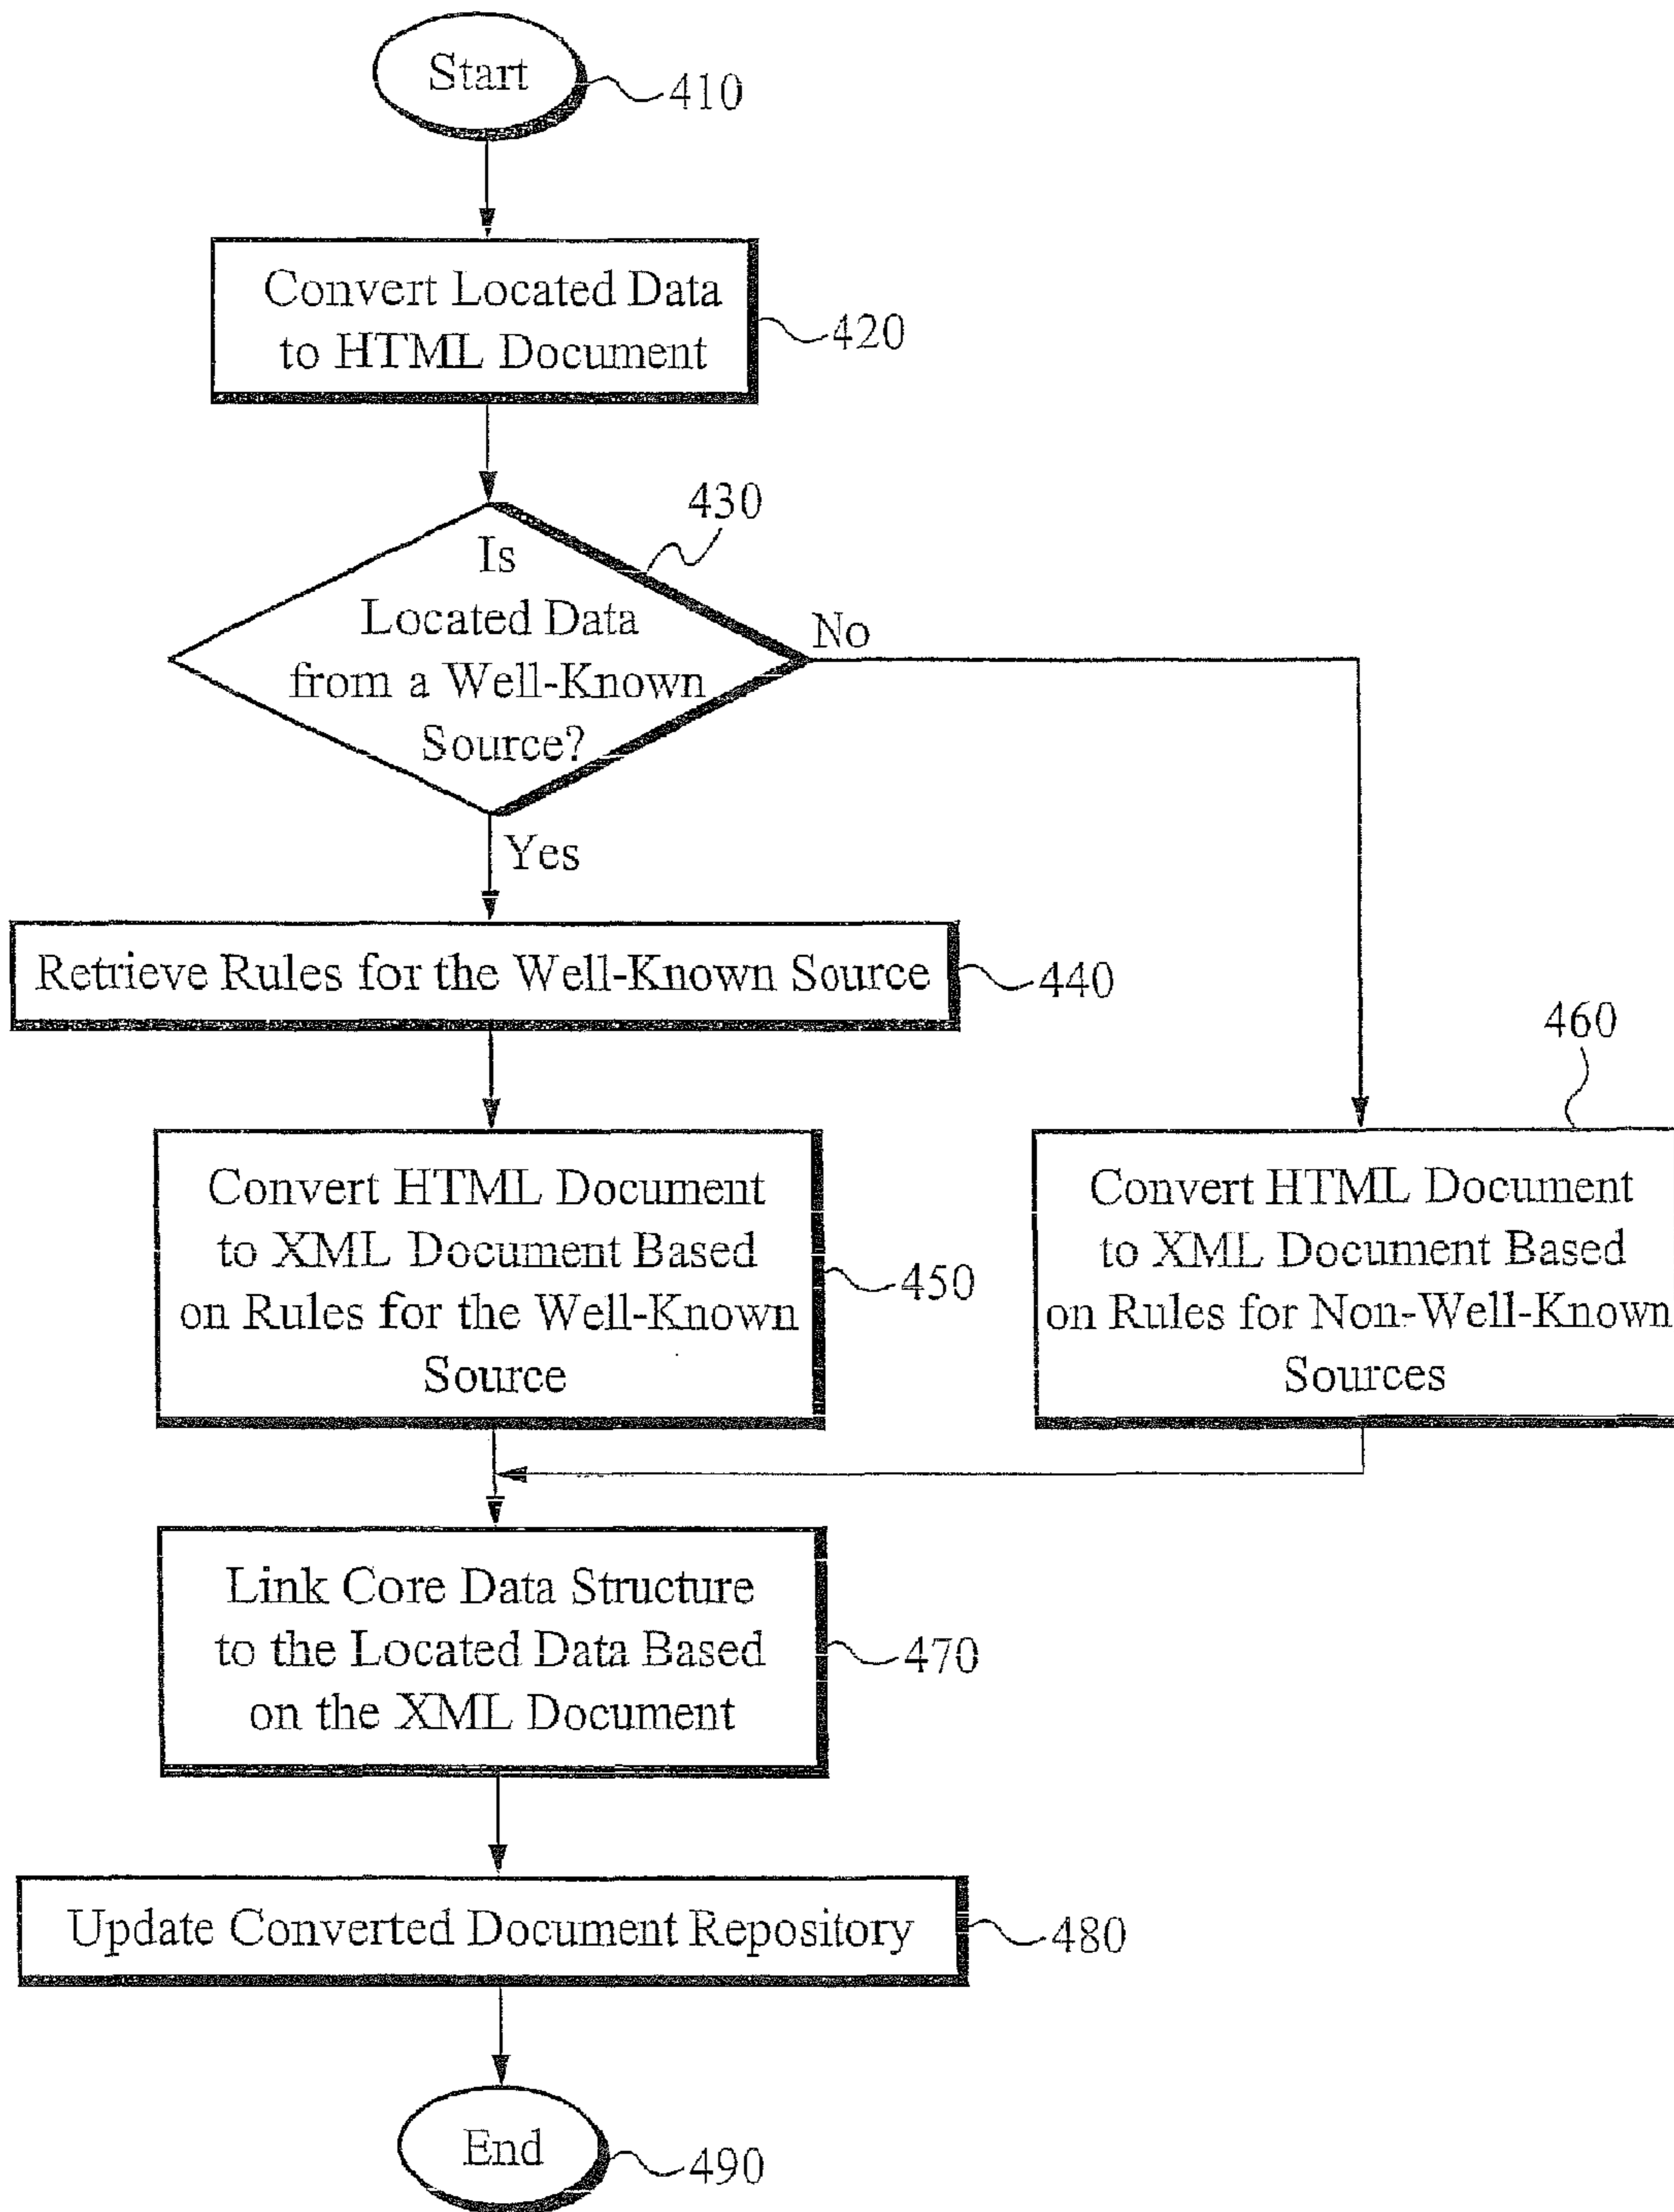 Start
410
Convert Located Data
to HTML Document
420
430
Is
Located Data
from a Well-Known
Source?
No
Yes
Retrieve Rules for the Well-Known Source
440
460
Convert HTML Document
to XML Document Based
on Rules for the Well-Known
Source
450
Convert HTML Document
to XML Document Based
on Rules for Non-Well-Known
Sources
Link Core Data Structure
to the Located Data Based
on the XML Document
470
Update Converted Document Repository
480
End
490